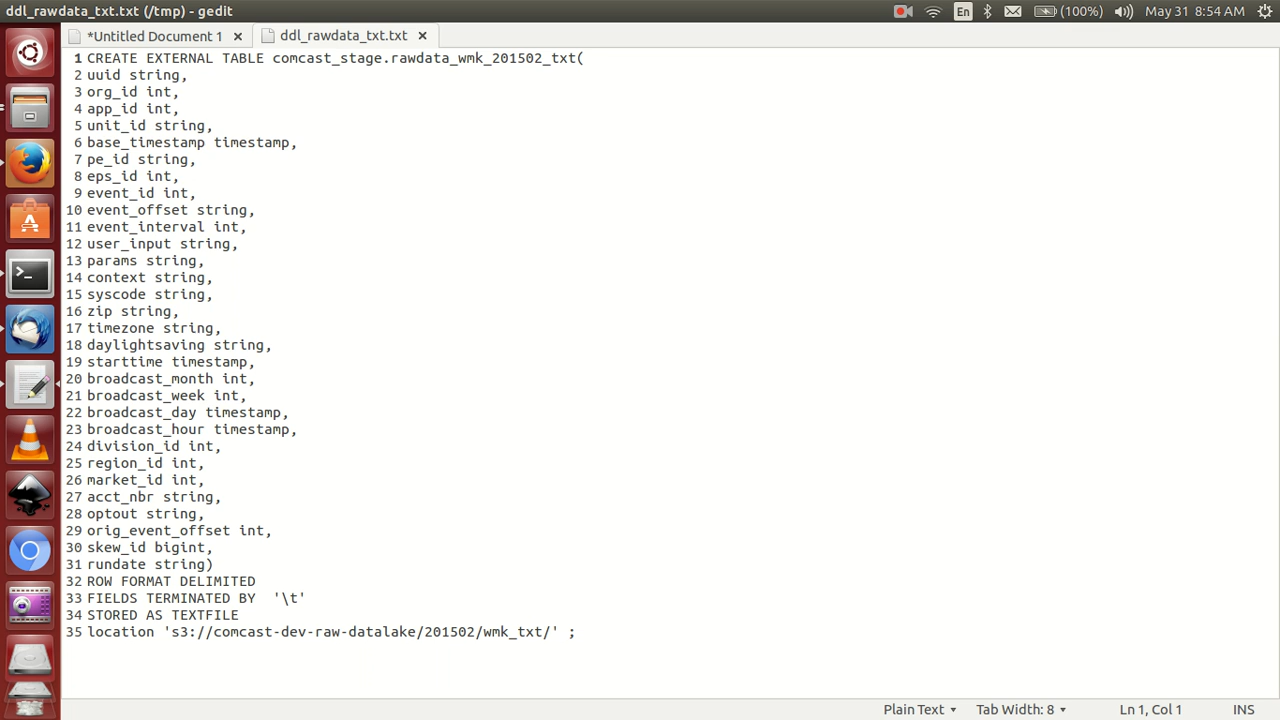 ddl_rawdata_txt.txt (/tmp) - gedit
En
(100%)
May 31 8:54 AM
*Untitled Document 1
ddl_rawdata_txt.txt
1 CREATE EXTERNAL TABLE comcast_stage.rawdata_wmk_201502_txt(
2 uuid string,
3 org_id int,
4 app_id int,
5 unit_id string,
6 base_timestamp timestamp,
7 pe_id string,
8 eps_id int,
9 event_id int,
10 event_offset string,
11 event_interval int,
12 user_input string,
13 params string,
14 context string,
15 syscode string,
16 zip string,
17 timezone string,
18 daylightsaving string,
19 starttime timestamp,
20 broadcast_month int,
21 broadcast_week int,
22 broadcast_day timestamp,
23 broadcast_hour timestamp,
24 division_id int,
25 region_id int,
26 market_id int,
27 acct_nbr string,
28 optout string,
29 orig_event_offset int,
30 skew_id bigint,
31 rundate string)
32 ROW FORMAT DELIMITED
33 FIELDS TERMINATED BY  '\t'
34 STORED AS TEXTFILE
35 location 's3://comcast-dev-raw-datalake/201502/wmk_txt/' ;
Plain Text
Tab Width: 8
Ln 1, Col 1
INS